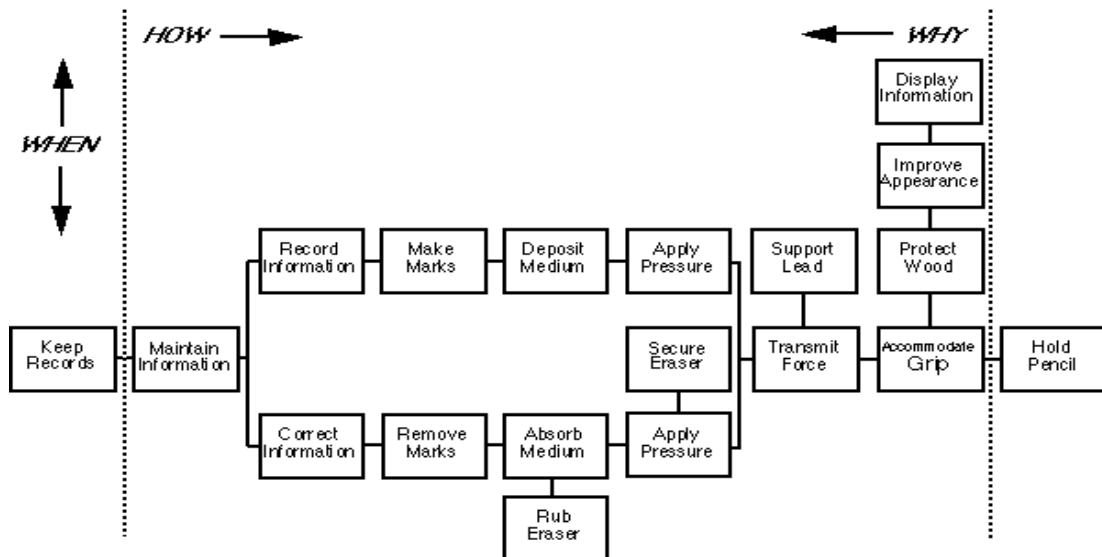 HOW
WHY
WHEN
Display
Information
Improve
Appearance
Record
Information
Make
Marks
Deposit
Medium
Apply
Pressure
Support
Lead
Protect
Wood
Keep
Records
Maintain
Information
Secure
Eraser
Transmit
Force
Accommodate
Grip
Hold
Pencil
Correct
Information
Remove
Marks
Absorb
Medium
Apply
Pressure
Rub
Eraser